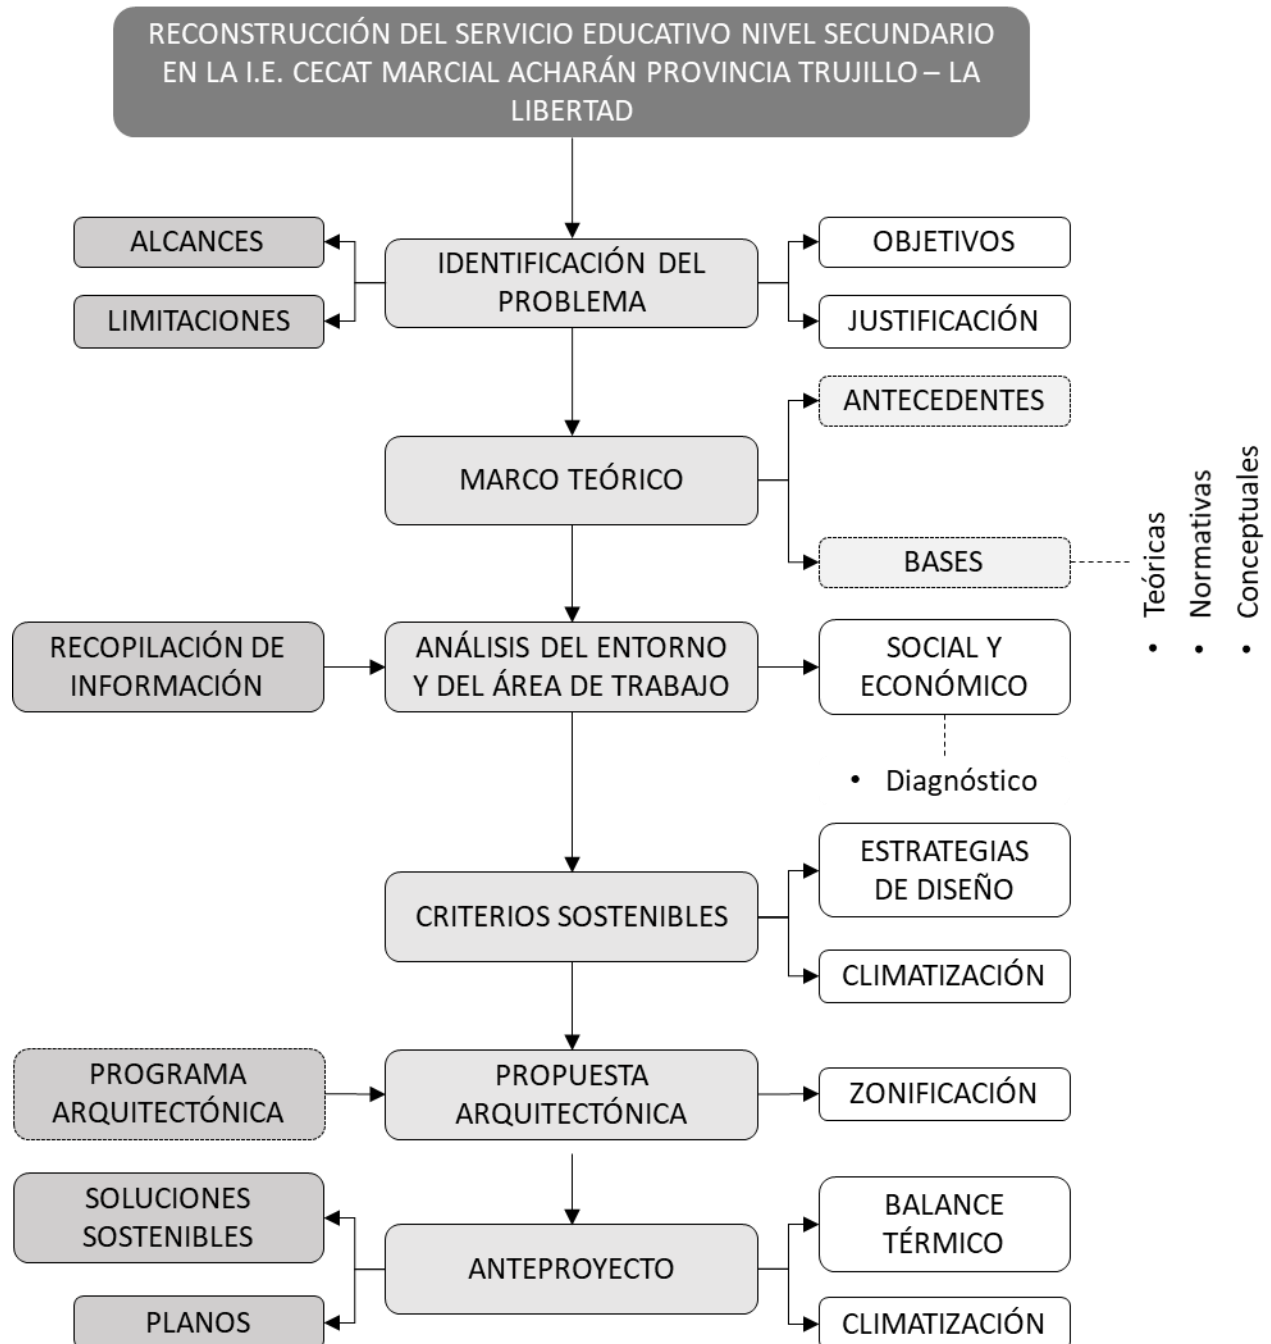 RECONSTRUCCIÓN DEL SERVICIO EDUCATIVO NIVEL SECUNDARIO
EN LA I.E. CECAT MARCIAL ACHARÁN PROVINCIA TRUJILLO – LA
LIBERTAD
ALCANCES
LIMITACIONES
IDENTIFICACIÓN DEL
PROBLEMA
OBJETIVOS
JUSTIFICACIÓN
MARCO TEÓRICO
ANTECEDENTES
BASES
• Teóricas
• Normativas
• Conceptuales
RECOPILACIÓN DE
INFORMACIÓN
ANÁLISIS DEL ENTORNO
Y DEL ÁREA DE TRABAJO
SOCIAL Y
ECONÓMICO
• Diagnóstico
CRITERIOS SOSTENIBLES
ESTRATEGIAS
DE DISEÑO
CLIMATIZACIÓN
PROGRAMA
ARQUITECTÓNICA
PROPUESTA
ARQUITECTÓNICA
ZONIFICACIÓN
SOLUCIONES
SOSTENIBLES
PLANOS
ANTEPROYECTO
BALANCE
TÉRMICO
CLIMATIZACIÓN